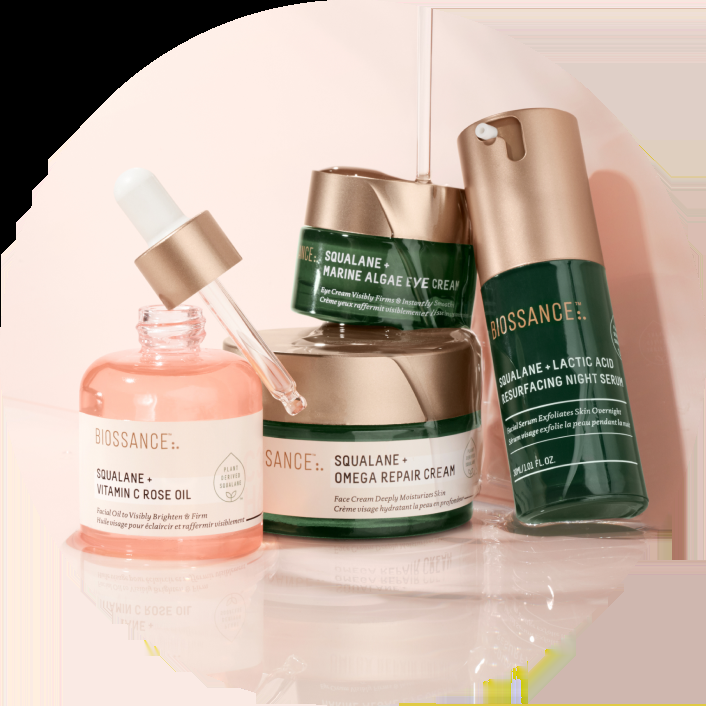 BIOSSANCE™
SQUALANE +
VITAMIN C ROSE OIL
PLANT
DERIVED
SQUALANE
Facial Oil to Visibly Brighten & Firm
Huile visage pour éclaircir et raffermir visiblement
NCE
SQUALANE +
MARINE ALGAE EYE CREAM
Eye Cream Visibly Firms & Instantly Smooths
Crème yeux raffermit visiblement
SANCE
SQUALANE +
OMEGA REPAIR CREAM
Face Cream Deeply Moisturizes Skin
Crème visage hydratant la peau en profondeur
BIOSSANCE™
SQUALANE + LACTIC ACID
RESURFACING NIGHT SERUM
Facial Serum Exfoliates Skin Overnight
Sérum visage exfolie la peau pendant la nuit
30ML/1.01 FL OZ.